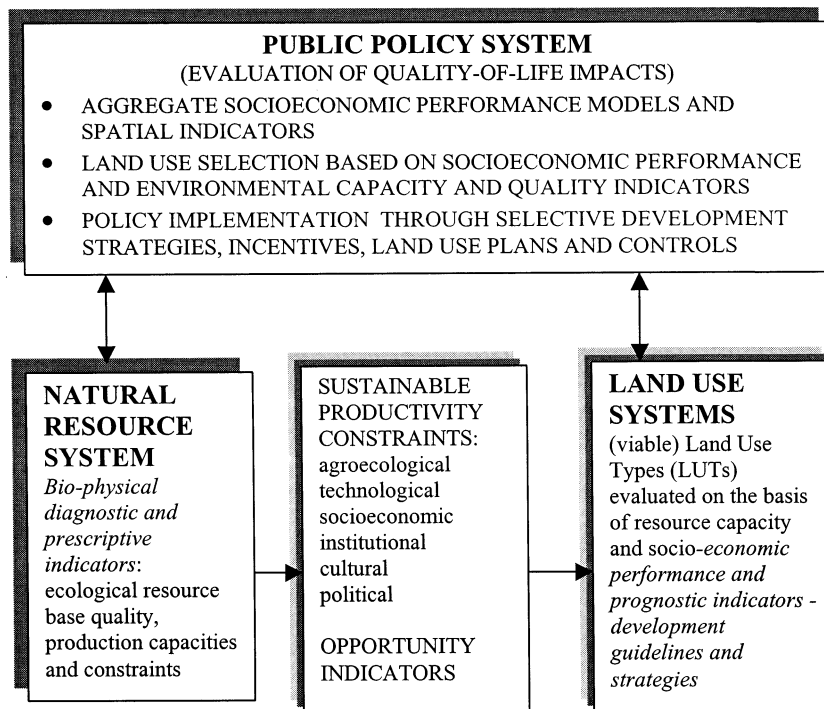 PUBLIC POLICY SYSTEM
(EVALUATION OF QUALITY-OF-LIFE IMPACTS)
• AGGREGATE SOCIOECONOMIC PERFORMANCE MODELS AND
SPATIAL INDICATORS
• LAND USE SELECTION BASED ON SOCIOECONOMIC PERFORMANCE
AND ENVIRONMENTAL CAPACITY AND QUALITY INDICATORS
• POLICY IMPLEMENTATION THROUGH SELECTIVE DEVELOPMENT
STRATEGIES, INCENTIVES, LAND USE PLANS AND CONTROLS
NATURAL
RESOURCE
SYSTEM
Bio-physical
diagnostic and
prescriptive
indicators:
ecological resource
base quality,
production capacities
and constraints
SUSTAINABLE
PRODUCTIVITY
CONSTRAINTS:
agroecological
technological
socioeconomic
institutional
cultural
political
OPPORTUNITY
INDICATORS
LAND USE
SYSTEMS
(viable) Land Use
Types (LUTs)
evaluated on the basis
of resource capacity
and socio-economic
performance and
prognostic indicators -
development
guidelines and
strategies